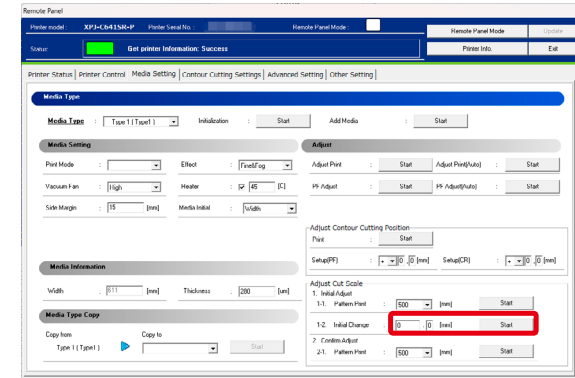 Remote Panel
Printer model : XPJ-C641SR-P Printer Serial No. : Remote Panel Mode : Remote Panel Mode Update
Status: Get printer Information: Success Printer Info. Exit
Printer Status Printer Control Media Setting Contour Cutting Settings Advanced Setting Other Setting
Media Type
Media Type : Type 1 ( Type1 ) Initialization : Start Add Media : Start
Media Setting
Print Mode : Effect : Fine&Fog
Vacuum Fan : High Heater : 45 [C]
Side Margin : 15 [mm] Media Initial : Width
Media Information
Width : 611 [mm] Thickness : 280 [um]
Media Type Copy
Copy from Copy to
Type 1 ( Type1 ) Start
Adjust
Adjust Print : Start Adjust Print(Auto) : Start
PF Adjust : Start PF Adjust(Auto) : Start
Adjust Contour Cutting Position
Print : Start
Setup(PF) : + 0 . 0 [mm] Setup(CR) : + 0 . 0 [mm]
Adjust Cut Scale
1. Initial Adjust
1-1. Pattern Print : 500 [mm] Start
1-2. Initial Change : 0 . 0 [mm] Start
2. Confirm Adjust
2-1. Pattern Print : 500 [mm] Start